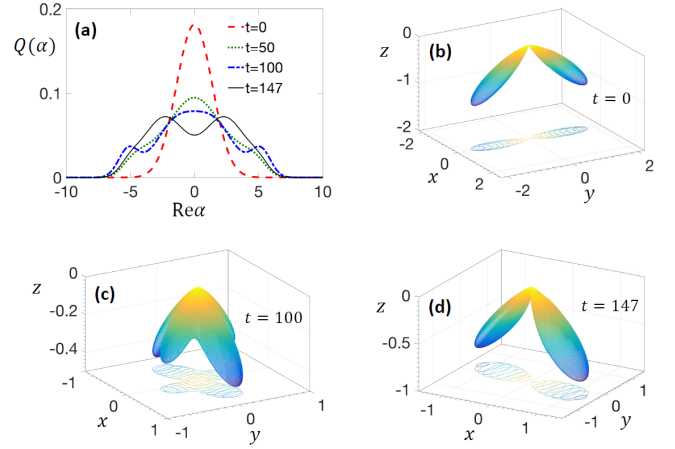 (a)
Q(α)
0.2
0.1
0
t=0
t=50
t=100
t=147
-10
-5
0
5
10
Reα
(b)
z
0
-1
-2
t = 0
-2
0
2
x
-2
0
2
y
(c)
z
0
-0.2
-0.4
t = 100
-1
0
1
x
-1
0
1
y
(d)
z
0
-0.5
-1
t = 147
-1
0
1
x
-1
0
1
y